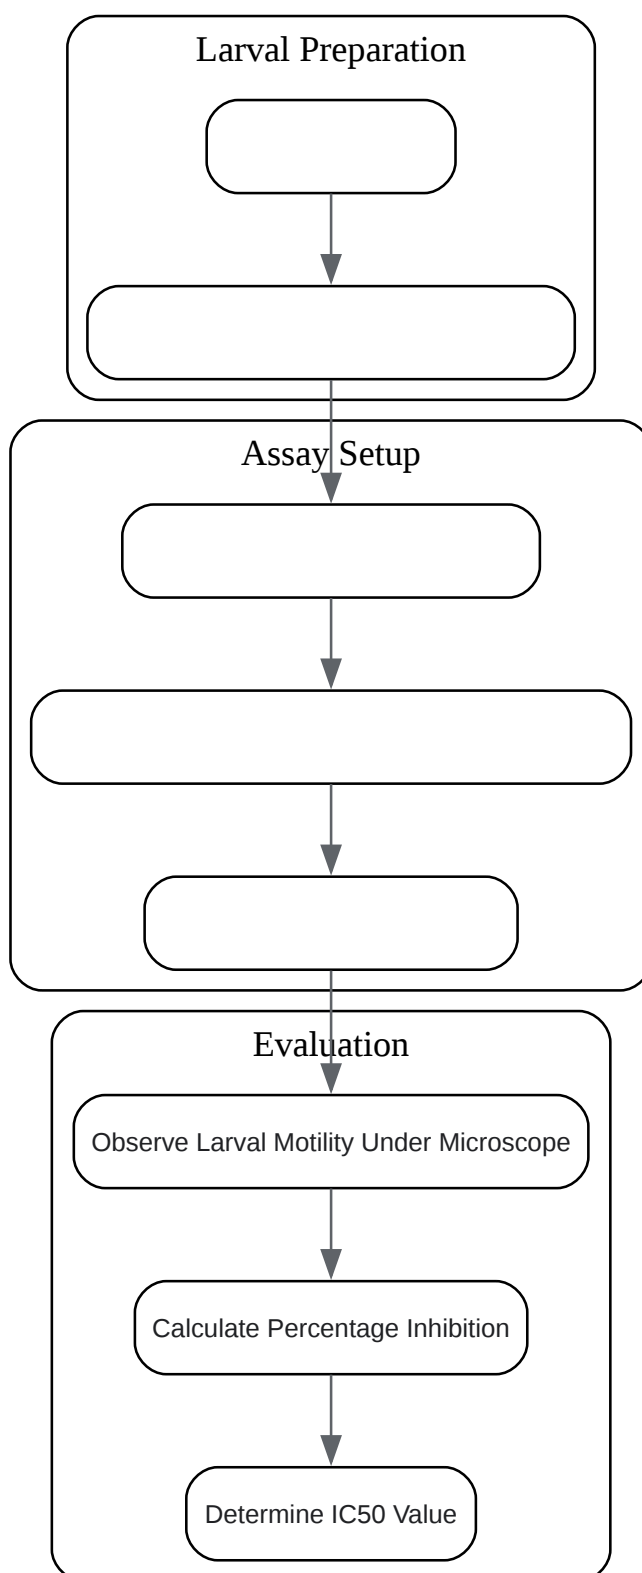 Larval Preparation
Assay Setup
Evaluation
Observe Larval Motility Under Microscope
Calculate Percentage Inhibition
Determine IC50 Value